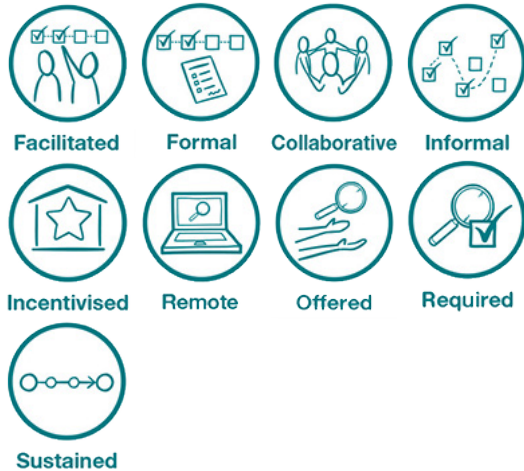 Facilitated
Formal
Collaborative
Informal
Incentivised
Remote
Offered
Required
Sustained